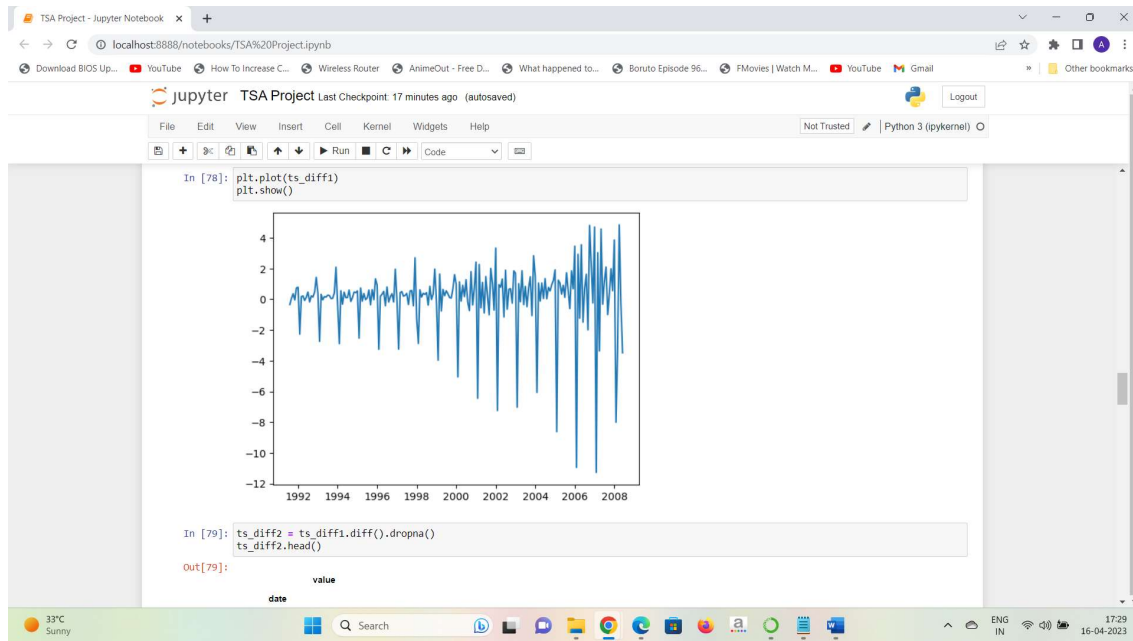 TSA Project - Jupyter Notebook
localhost:8888/notebooks/TSA%20Project.ipynb
Download BIOS Up... YouTube How To Increase C... Wireless Router AnimeOut - Free D... What happened to... Boruto Episode 96... FMovies | Watch M... YouTube Gmail » Other bookmarks
jupyter TSA Project Last Checkpoint: 17 minutes ago (autosaved) Logout
File Edit View Insert Cell Kernel Widgets Help Not Trusted Python 3 (ipykernel)
Run Code
In [78]: plt.plot(ts_diff1)
plt.show()
4
2
0
−2
−4
−6
−8
−10
−12
1992 1994 1996 1998 2000 2002 2004 2006 2008
In [79]: ts_diff2 = ts_diff1.diff().dropna()
ts_diff2.head()
Out[79]:
value
date
33°C
Sunny
Search
ENG
IN
17:29
16-04-2023